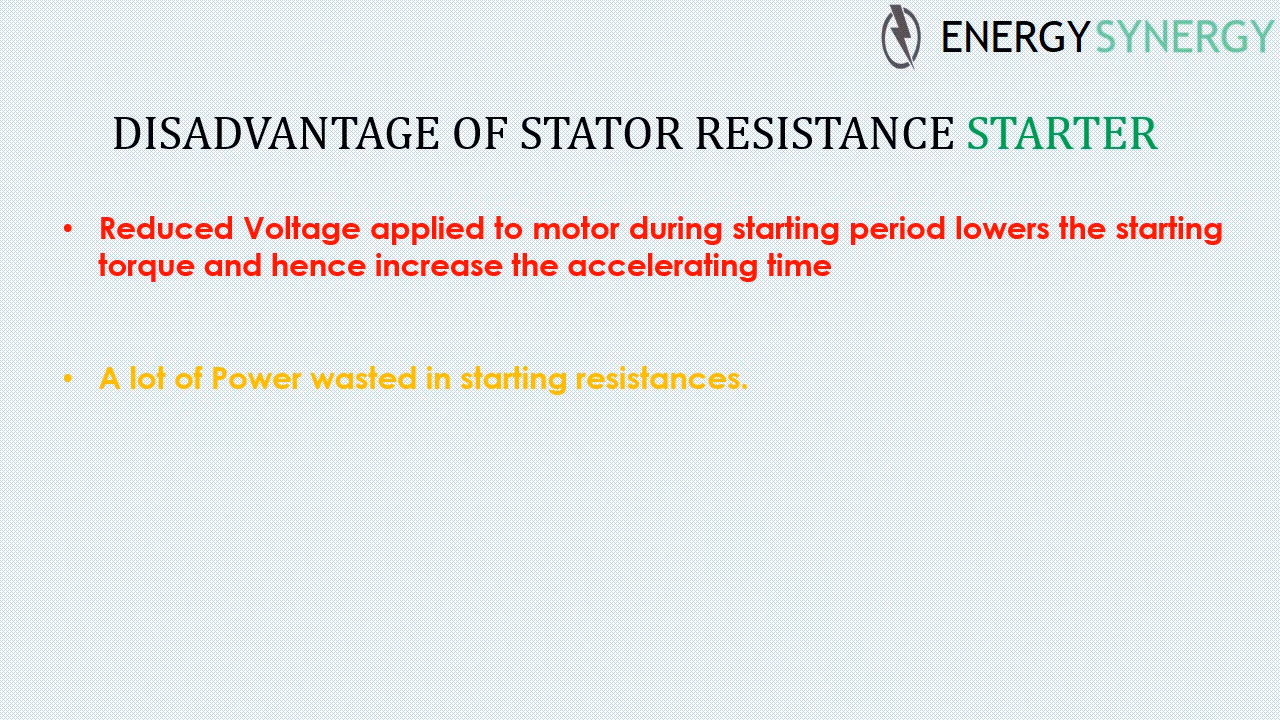 ENERGY SYNERGY
DISADVANTAGE OF STATOR RESISTANCE STARTER
• Reduced Voltage applied to motor during starting period lowers the starting
torque and hence increase the accelerating time
• A lot of Power wasted in starting resistances.